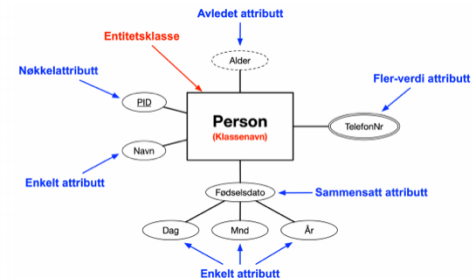 Avledet attributt
Entitetsklasse
Alder
Nøkkelattributt
Fler-verdi attributt
PID
Person
(Klassenavn)
TelefonNr
Navn
Enkelt attributt
Fødselsdato
Sammensatt attributt
Dag
Mnd
År
Enkelt attributt